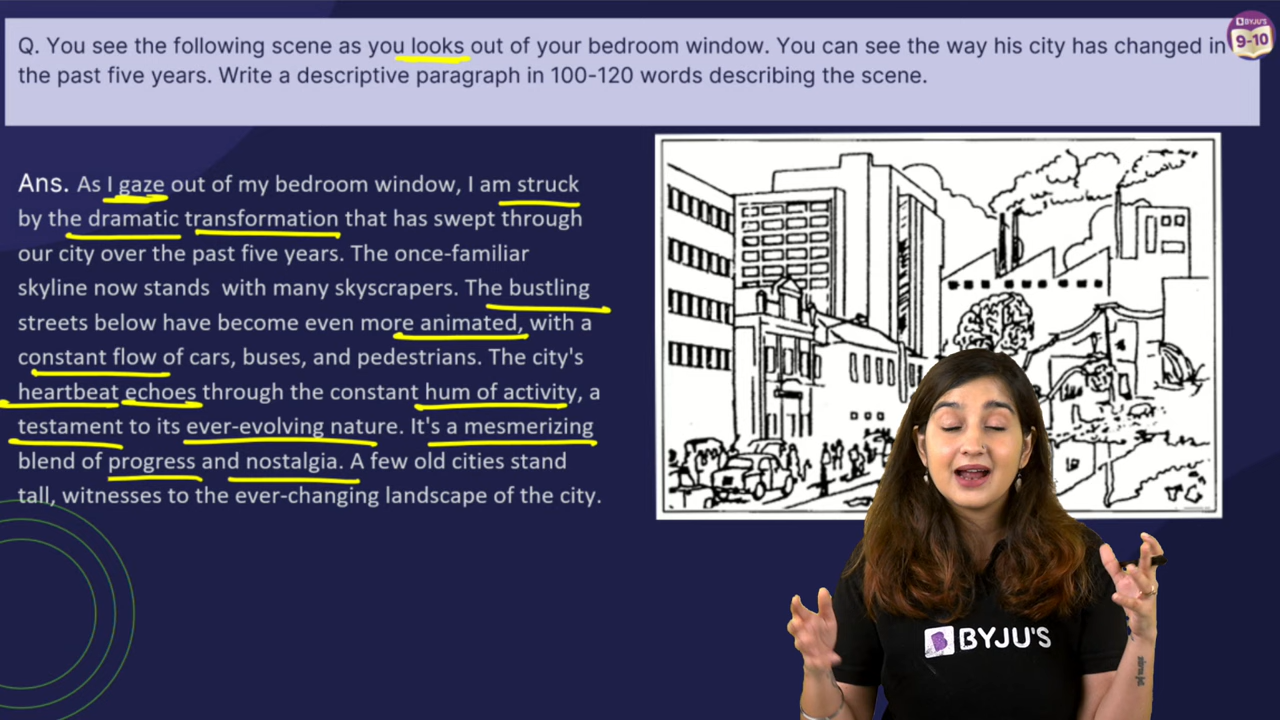 Q. You see the following scene as you looks out of your bedroom window. You can see the way his city has changed in
the past five years. Write a descriptive paragraph in 100-120 words describing the scene.
BYJU'S
9-10
Ans. As I gaze out of my bedroom window, I am struck
by the dramatic transformation that has swept through
our city over the past five years. The once-familiar
skyline now stands with many skyscrapers. The bustling
streets below have become even more animated, with a
constant flow of cars, buses, and pedestrians. The city's
heartbeat echoes through the constant hum of activity, a
testament to its ever-evolving nature. It's a mesmerizing
blend of progress and nostalgia. A few old cities stand
tall, witnesses to the ever-changing landscape of the city.
BYJU'S